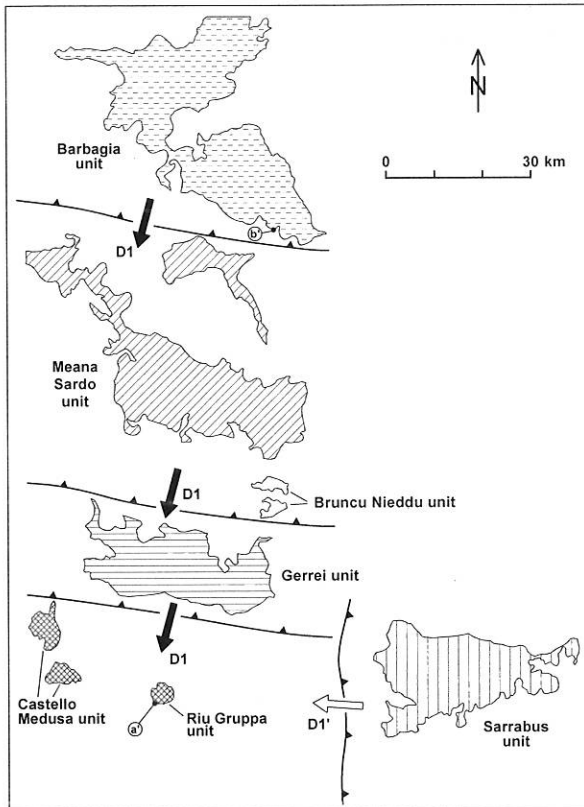 N
0 30 km
Barbagia
unit
b'
D1
Meana
Sardo
unit
D1
Bruncu Nieddu unit
Gerrei unit
D1
Castello
Medusa unit
a'
Riu Gruppa
unit
D1'
Sarrabus
unit